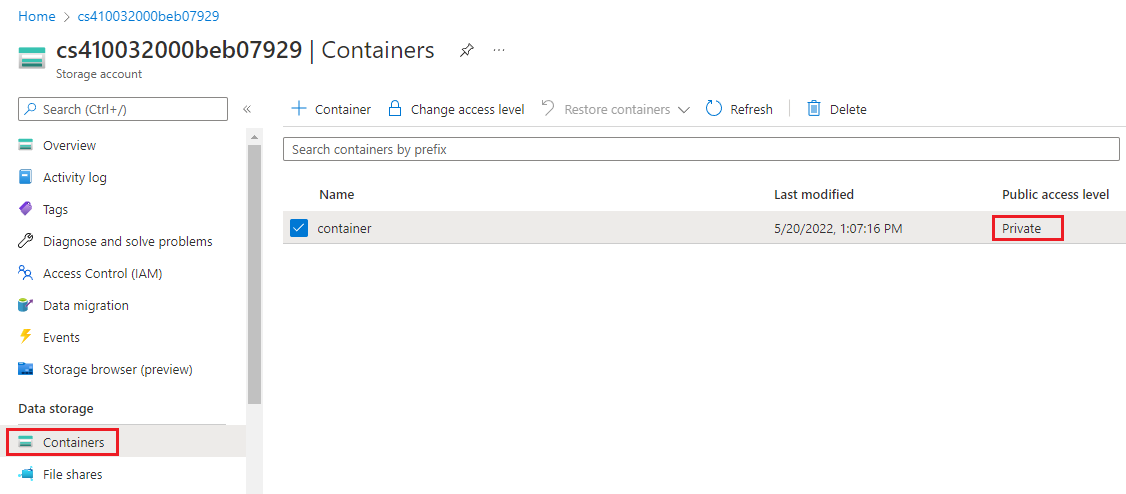 Home > cs410032000beb07929
cs410032000beb07929 | Containers ...
Storage account
Search (Ctrl+/)
«
+ Container
Change access level
Restore containers
Refresh
Delete
Overview
Activity log
Tags
Diagnose and solve problems
Access Control (IAM)
Data migration
Events
Storage browser (preview)
Data storage
Containers
File shares
Search containers by prefix
Name Last modified Public access level
container 5/20/2022, 1:07:16 PM Private